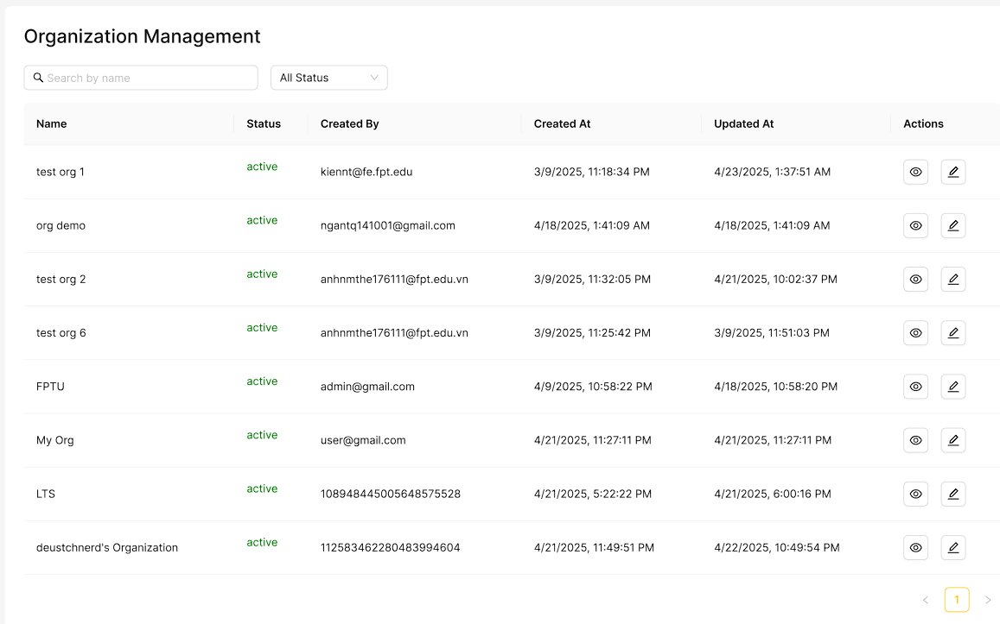 Organization Management
Search by name All Status
Name Status Created By Created At Updated At Actions
test org 1 active kiennt@fe.fpt.edu 3/9/2025, 11:18:34 PM 4/23/2025, 1:37:51 AM
org demo active ngantq141001@gmail.com 4/18/2025, 1:41:09 AM 4/18/2025, 1:41:09 AM
test org 2 active anhnmthe176111@fpt.edu.vn 3/9/2025, 11:32:05 PM 4/21/2025, 10:02:37 PM
test org 6 active anhnmthe176111@fpt.edu.vn 3/9/2025, 11:25:42 PM 3/9/2025, 11:51:03 PM
FPTU active admin@gmail.com 4/9/2025, 10:58:22 PM 4/18/2025, 10:58:20 PM
My Org active user@gmail.com 4/21/2025, 11:27:11 PM 4/21/2025, 11:27:11 PM
LTS active 108948445005648575528 4/21/2025, 5:22:22 PM 4/21/2025, 6:00:16 PM
deustchnerd's Organization active 112583462280483994604 4/21/2025, 11:49:51 PM 4/22/2025, 10:49:54 PM
1